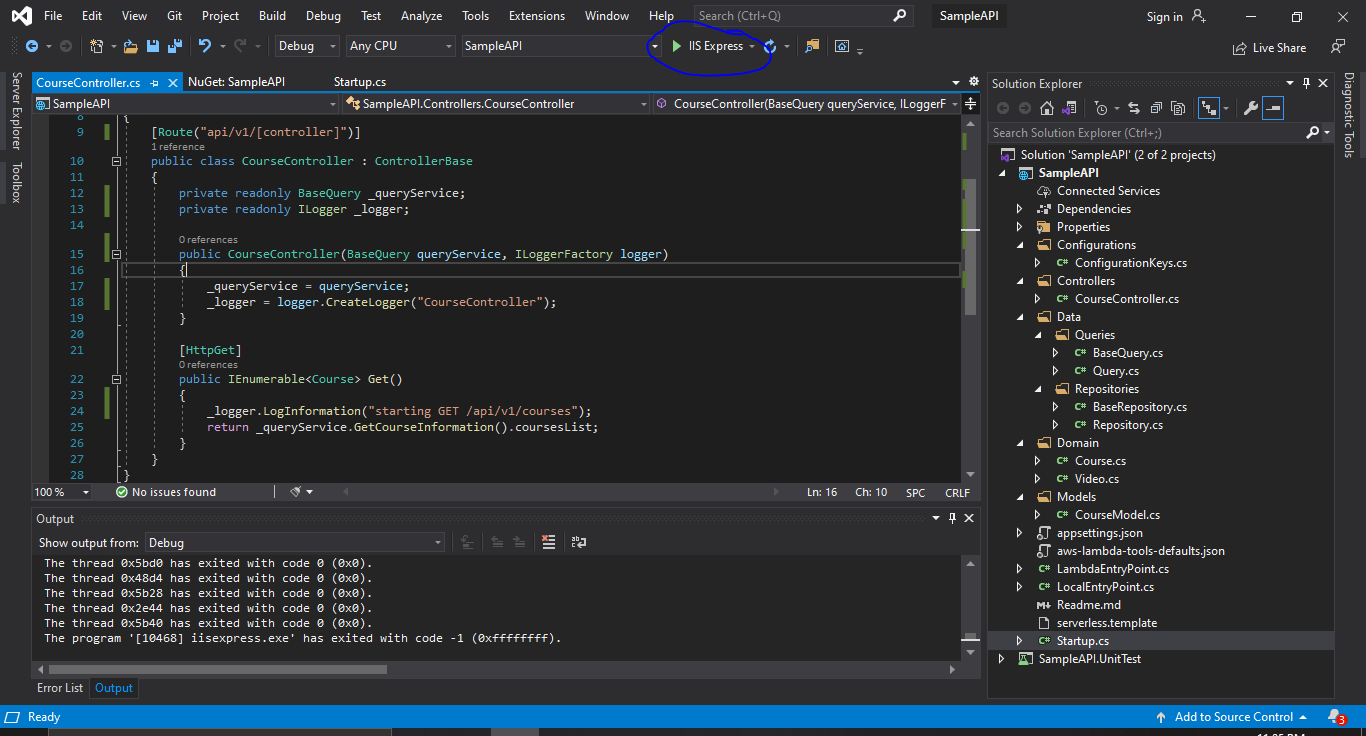 File Edit View Git Project Build Debug Test Analyze Tools Extensions Window Help Search (Ctrl+Q) SampleAPI Sign in
Debug Any CPU SampleAPI IIS Express Live Share
Server Explorer
Toolbox
CourseController.cs NuGet: SampleAPI Startup.cs
SampleAPI SampleAPI.Controllers.CourseController CourseController(BaseQuery queryService, ILoggerF
8 {
9 [Route("api/v1/[controller]")]
1 reference
10 public class CourseController : ControllerBase
11 {
12 private readonly BaseQuery _queryService;
13 private readonly ILogger _logger;
14
0 references
15 public CourseController(BaseQuery queryService, ILoggerFactory logger)
16 {
17 _queryService = queryService;
18 _logger = logger.CreateLogger("CourseController");
19 }
20
21 [HttpGet]
0 references
22 public IEnumerable<Course> Get()
23 {
24 _logger.LogInformation("starting GET /api/v1/courses");
25 return _queryService.GetCourseInformation().coursesList;
26 }
27 }
28 }
100 % No issues found Ln: 16 Ch: 10 SPC CRLF
Output
Show output from: Debug
The thread 0x5bd0 has exited with code 0 (0x0).
The thread 0x48d4 has exited with code 0 (0x0).
The thread 0x5b28 has exited with code 0 (0x0).
The thread 0x2e44 has exited with code 0 (0x0).
The thread 0x5b40 has exited with code 0 (0x0).
The program '[10468] iisexpress.exe' has exited with code -1 (0xffffffff).
Error List Output
Solution Explorer
Search Solution Explorer (Ctrl+;)
Solution 'SampleAPI' (2 of 2 projects)
SampleAPI
Connected Services
Dependencies
Properties
Configurations
C# ConfigurationKeys.cs
Controllers
C# CourseController.cs
Data
Queries
C# BaseQuery.cs
C# Query.cs
Repositories
C# BaseRepository.cs
C# Repository.cs
Domain
C# Course.cs
C# Video.cs
Models
C# CourseModel.cs
appsettings.json
aws-lambda-tools-defaults.json
C# LambdaEntryPoint.cs
C# LocalEntryPoint.cs
M Readme.md
serverless.template
C# Startup.cs
SampleAPI.UnitTest
Diagnostic Tools
Ready Add to Source Control 3